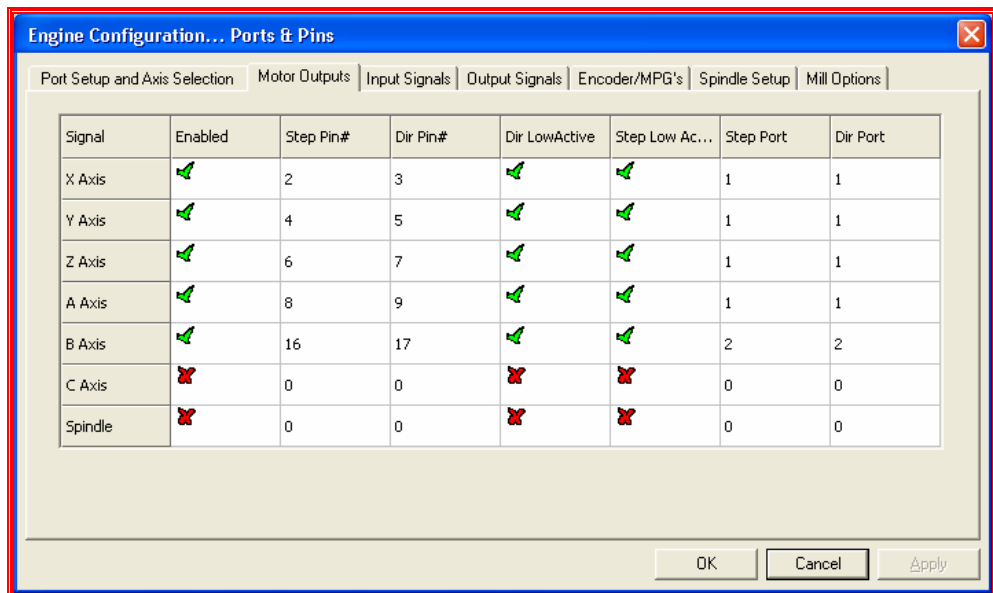 Engine Configuration... Ports & Pins
Port Setup and Axis Selection Motor Outputs Input Signals Output Signals Encoder/MPG's Spindle Setup Mill Options
Signal Enabled Step Pin# Dir Pin# Dir LowActive Step Low Ac... Step Port Dir Port
X Axis 2 3 1 1
Y Axis 4 5 1 1
Z Axis 6 7 1 1
A Axis 8 9 1 1
B Axis 16 17 2 2
C Axis 0 0 0 0
Spindle 0 0 0 0
OK Cancel Apply